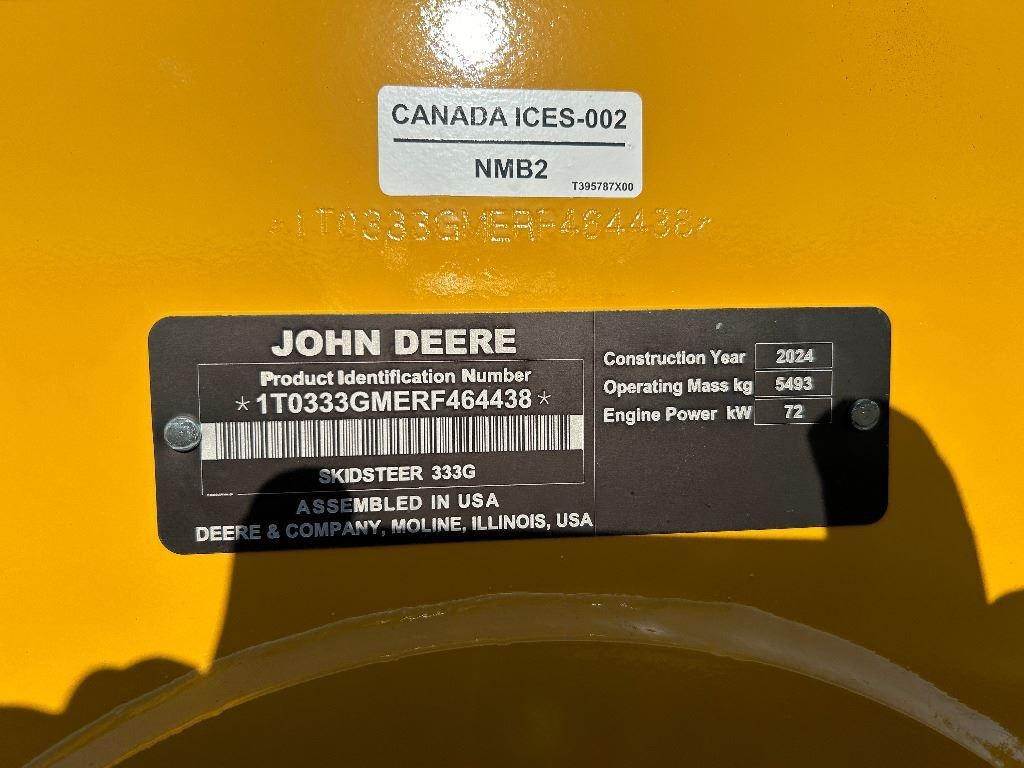 CANADA ICES-002
NMB2
T395787X00
*1T0333GMERF464438*
JOHN DEERE
Product Identification Number
*1T0333GMERF464438*
SKIDSTEER 333G
ASSEMBLED IN USA
DEERE & COMPANY, MOLINE, ILLINOIS, USA
Construction Year 2024
Operating Mass kg 5493
Engine Power kW 72